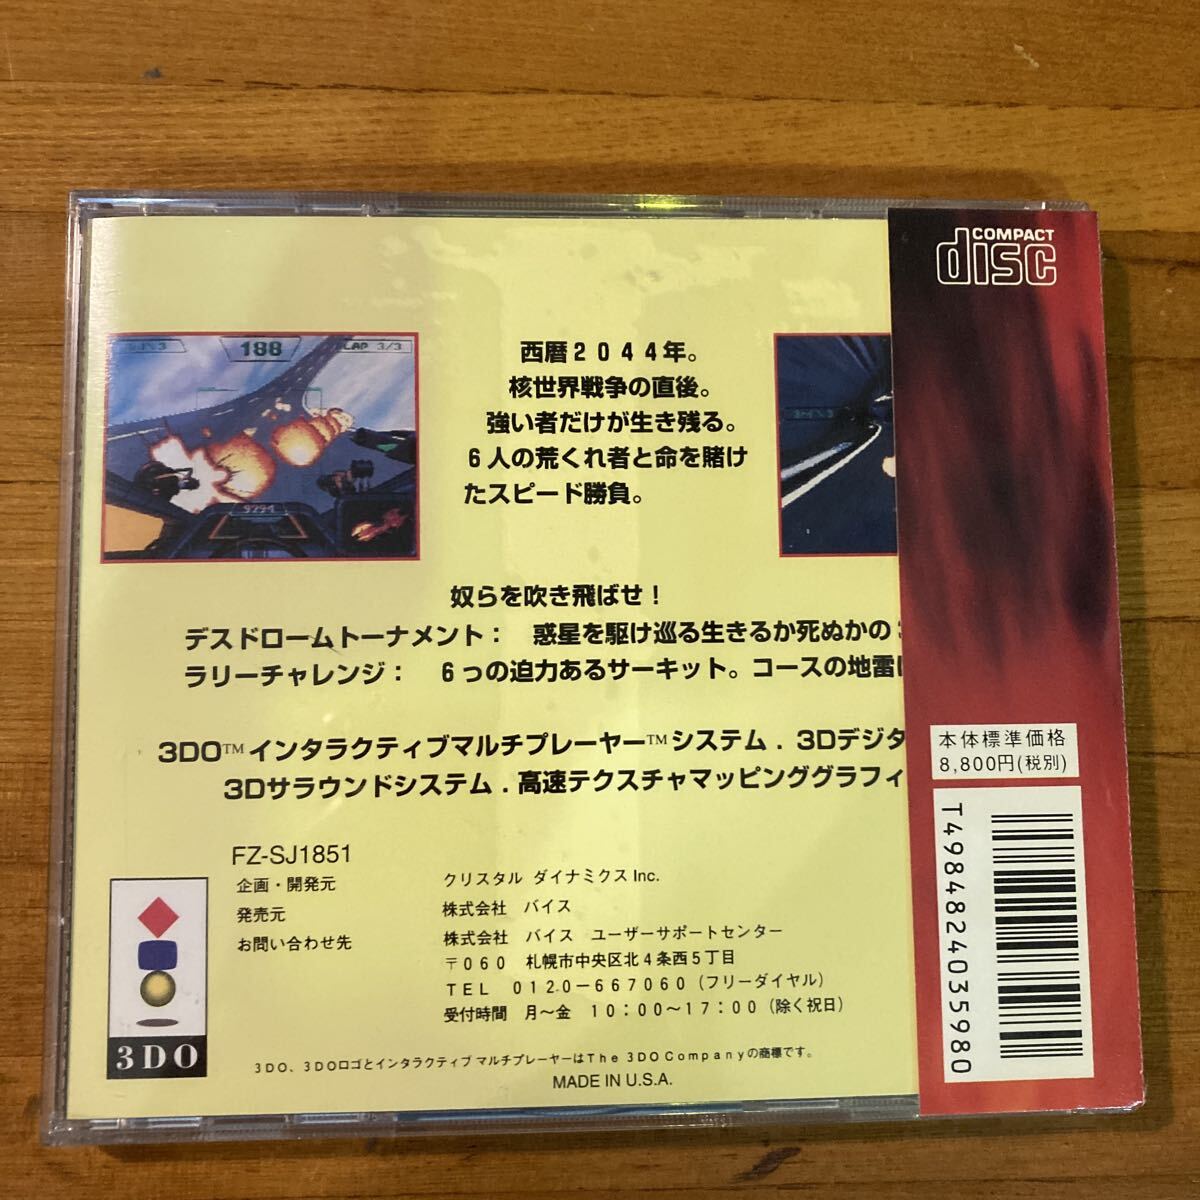 COMPACT
disc
188
LAP 3/3
9794
西暦2044年。
核世界戦争の直後。
強い者だけが生き残る。
6人の荒くれ者と命を賭け
たスピード勝負。
奴らを吹き飛ばせ！
デスドロームトーナメント： 惑星を駆け巡る生きるか死ぬかの
ラリーチャレンジ： 6つの迫力あるサーキット。コースの地雷
3DO™インタラクティブマルチプレーヤー™システム．3Dデジタ
3Dサラウンドシステム．高速テクスチャマッピンググラフィ
本体標準価格
8,800円(税別)
T4984824035980
FZ-SJ1851
企画・開発元 クリスタル ダイナミクス Inc.
発売元 株式会社 バイス
お問い合わせ先 株式会社 バイス ユーザーサポートセンター
〒060 札幌市中央区北4条西5丁目
TEL 0120-667060（フリーダイヤル）
受付時間 月〜金 10：00〜17：00（除く祝日）
3DO
3DO、3DOロゴとインタラクティブ マルチプレーヤーはThe 3DO Companyの商標です。
MADE IN U.S.A.